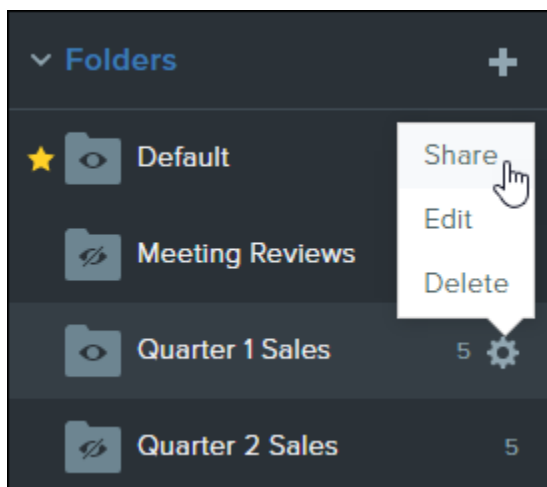 Folders
Default
Share
Edit
Meeting Reviews
Delete
Quarter 1 Sales 5
Quarter 2 Sales 5